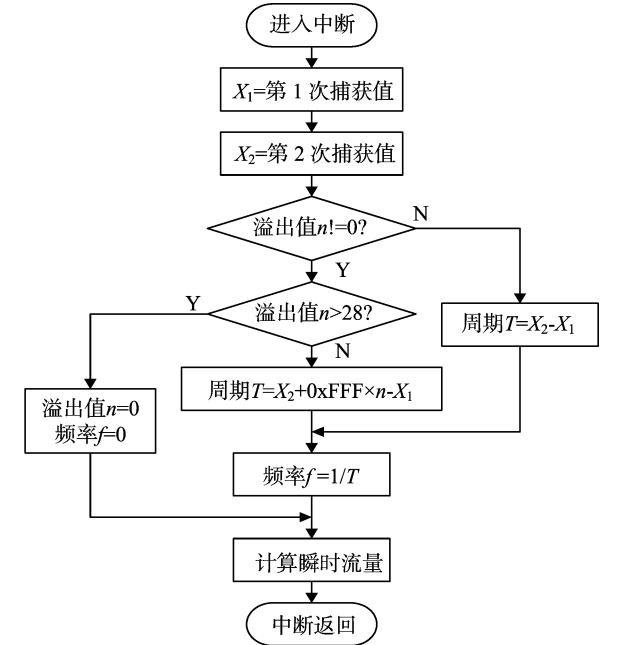 进入中断
X₁=第 1 次捕获值
X₂=第 2 次捕获值
溢出值n!=0?
N
Y
溢出值n>28?
Y
N
周期T=X₂-X₁
周期T=X₂+0xFFF×n-X₁
溢出值n=0
频率f=0
频率f =1/T
计算瞬时流量
中断返回